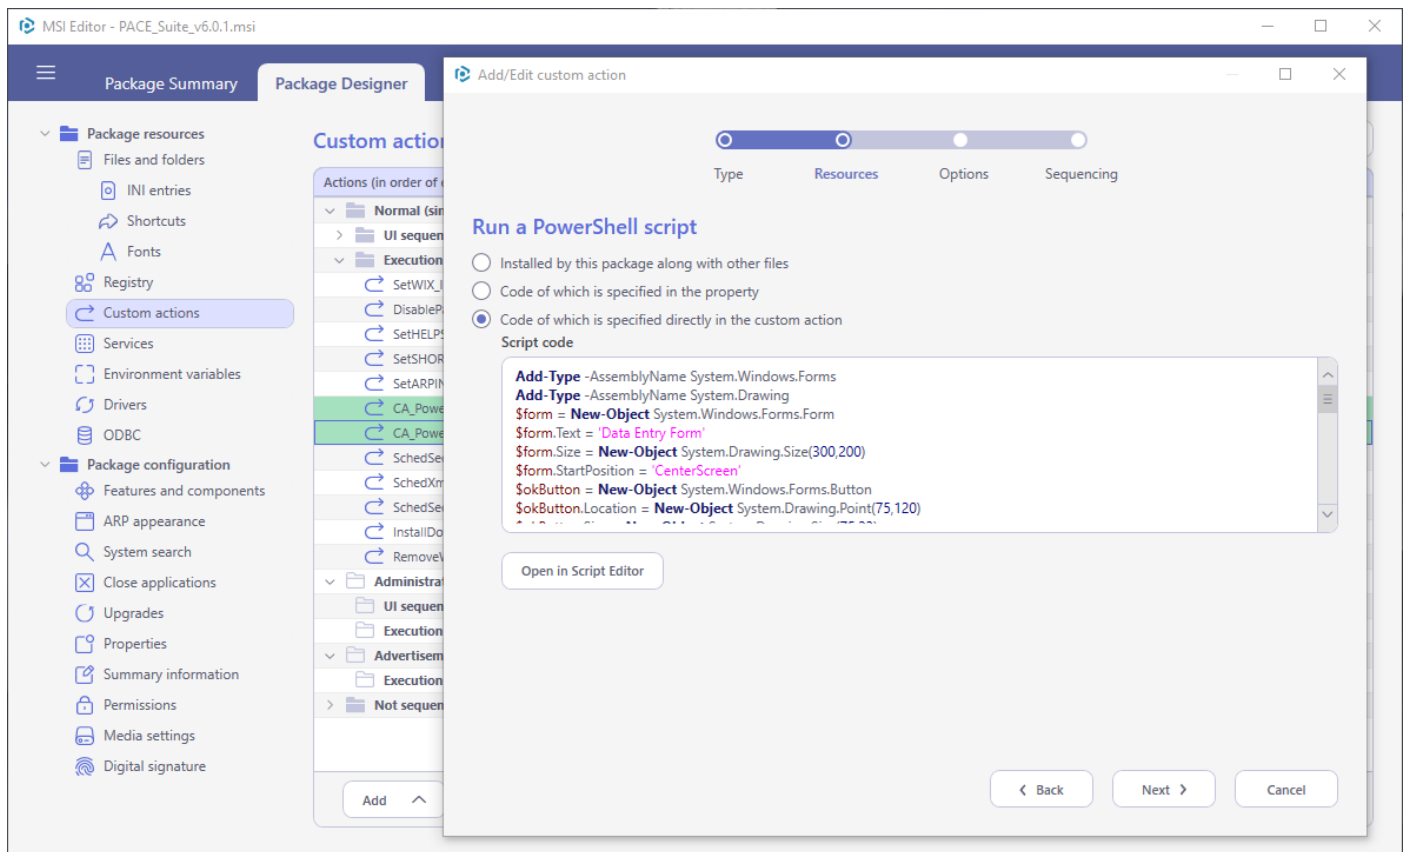 MSI Editor - PACE_Suite_v6.0.1.msi
Package Summary
Package Designer
Package resources
Files and folders
INI entries
Shortcuts
Fonts
Registry
Custom actions
Services
Environment variables
Drivers
ODBC
Package configuration
Features and components
ARP appearance
System search
Close applications
Upgrades
Properties
Summary information
Permissions
Media settings
Digital signature
Custom actio
Actions (in order of
Normal (sin
UI sequen
Execution
SetWIX_I
DisableP
SetHELPS
SetSHOR
SetARPIN
CA_Powe
CA_Powe
SchedSe
SchedXm
SchedSe
InstallDo
Remove
Administra
UI sequen
Execution
Advertisem
Execution
Not sequen
Add
Add/Edit custom action
Type
Resources
Options
Sequencing
Run a PowerShell script
Installed by this package along with other files
Code of which is specified in the property
Code of which is specified directly in the custom action
Script code
Add-Type -AssemblyName System.Windows.Forms
Add-Type -AssemblyName System.Drawing
$form = New-Object System.Windows.Forms.Form
$form.Text = 'Data Entry Form'
$form.Size = New-Object System.Drawing.Size(300,200)
$form.StartPosition = 'CenterScreen'
$okButton = New-Object System.Windows.Forms.Button
$okButton.Location = New-Object System.Drawing.Point(75,120)
Open in Script Editor
Back
Next
Cancel